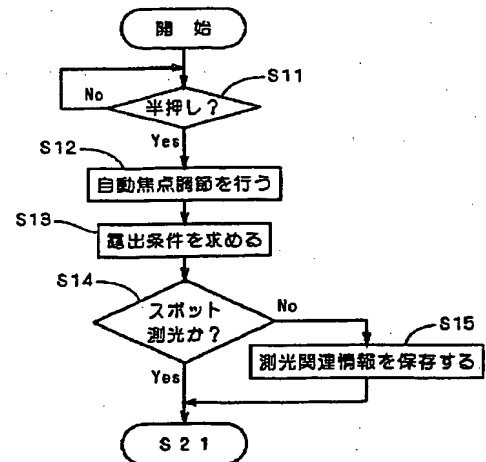 開 始
S11
No
半押し?
Yes
S12
自動焦点調節を行う
S13
露出条件を求める
S14
スポット
測光か?
No
S15
測光関連情報を保存する
Yes
S21